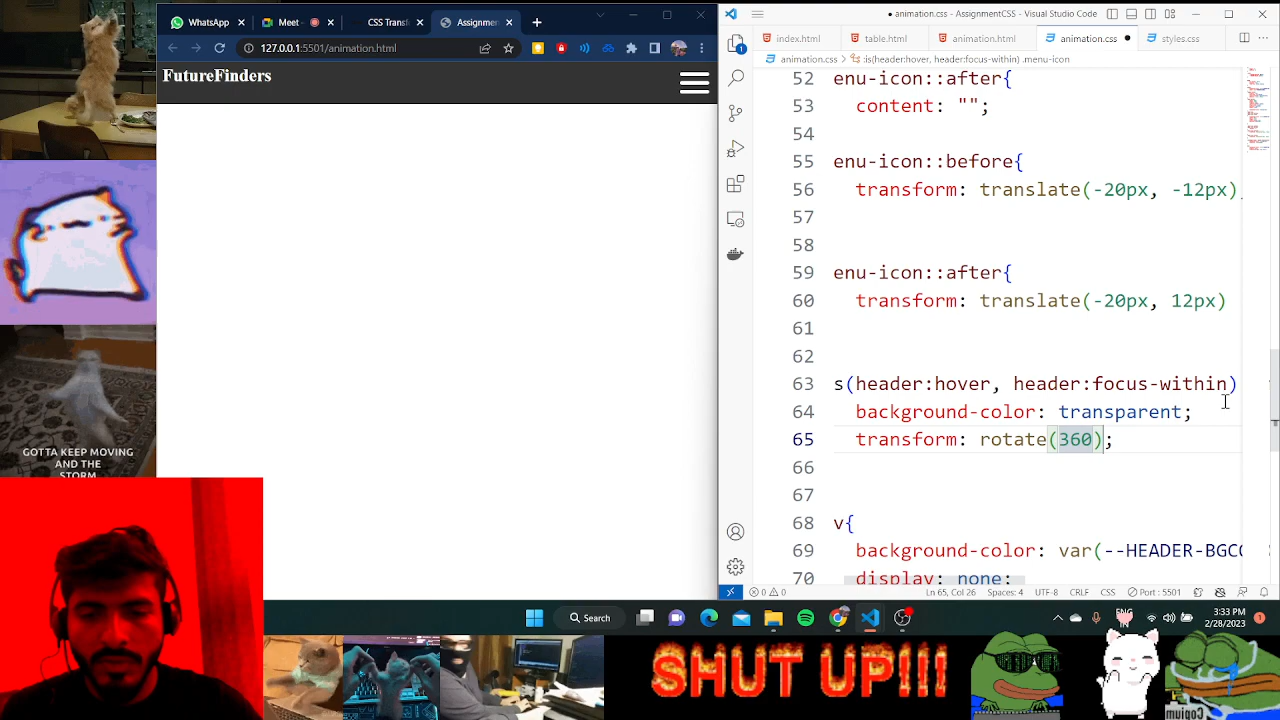 WhatsApp
Meet
CSS Transf
Assignmen
animation.css - AssignmentCSS - Visual Studio Code
127.0.0.1:5501/animation.html
index.html
table.html
animation.html
animation.css
styles.css
animation.css > :is(header:hover, header:focus-within) .menu-icon
FutureFinders
1
52 enu-icon::after{
53 content: "";
54
55 enu-icon::before{
56 transform: translate(-20px, -12px)
57
58
59 enu-icon::after{
60 transform: translate(-20px, 12px)
61
62
63 s(header:hover, header:focus-within)
64 background-color: transparent;
65 transform: rotate(360);
66
67
68 v{
69 background-color: var(--HEADER-BGC
70 display: none;
GOTTA KEEP MOVING
AND THE
STORM
0 0 Ln 65, Col 26 Spaces: 4 UTF-8 CRLF CSS Port : 5501
Search
ENG
3:33 PM
2/28/2023
SHUT UP!!!